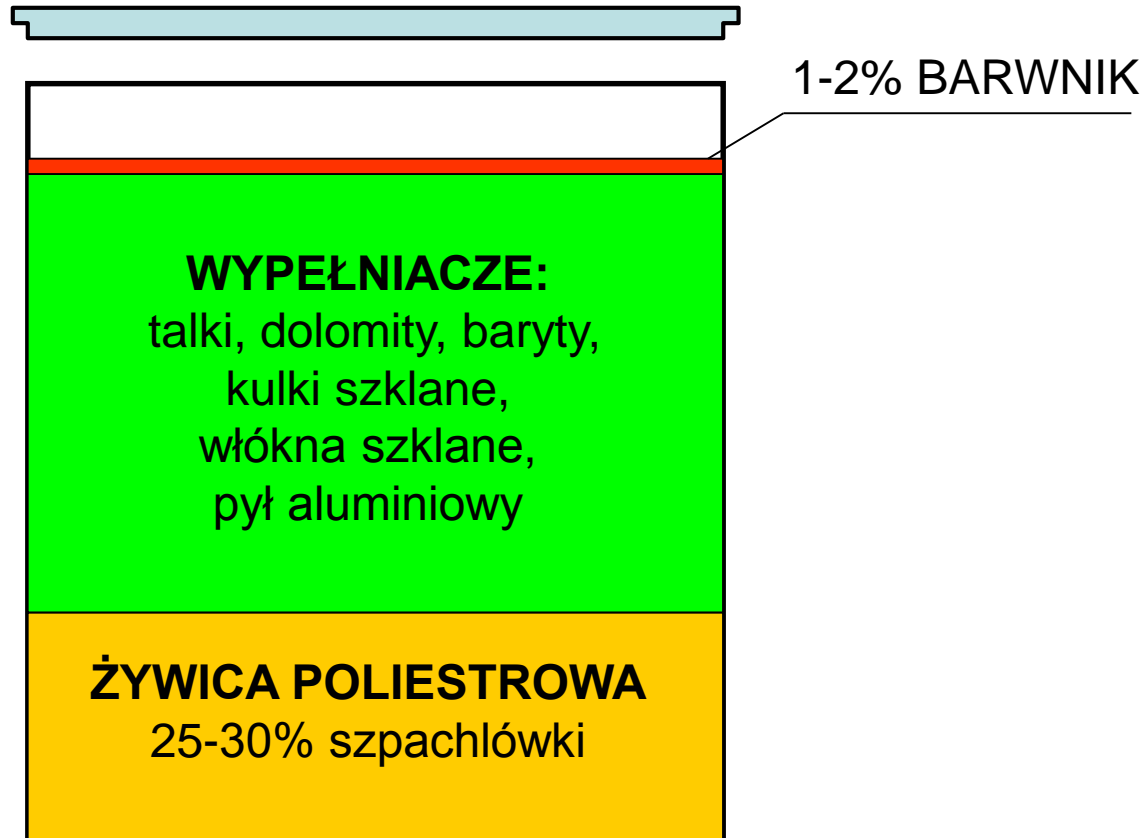 1-2% BARWNIK
WYPEŁNIACZE:
talki, dolomity, baryty,
kulki szklane,
włókna szklane,
pył aluminiowy
ŻYWICA POLIESTROWA
25-30% szpachlówki